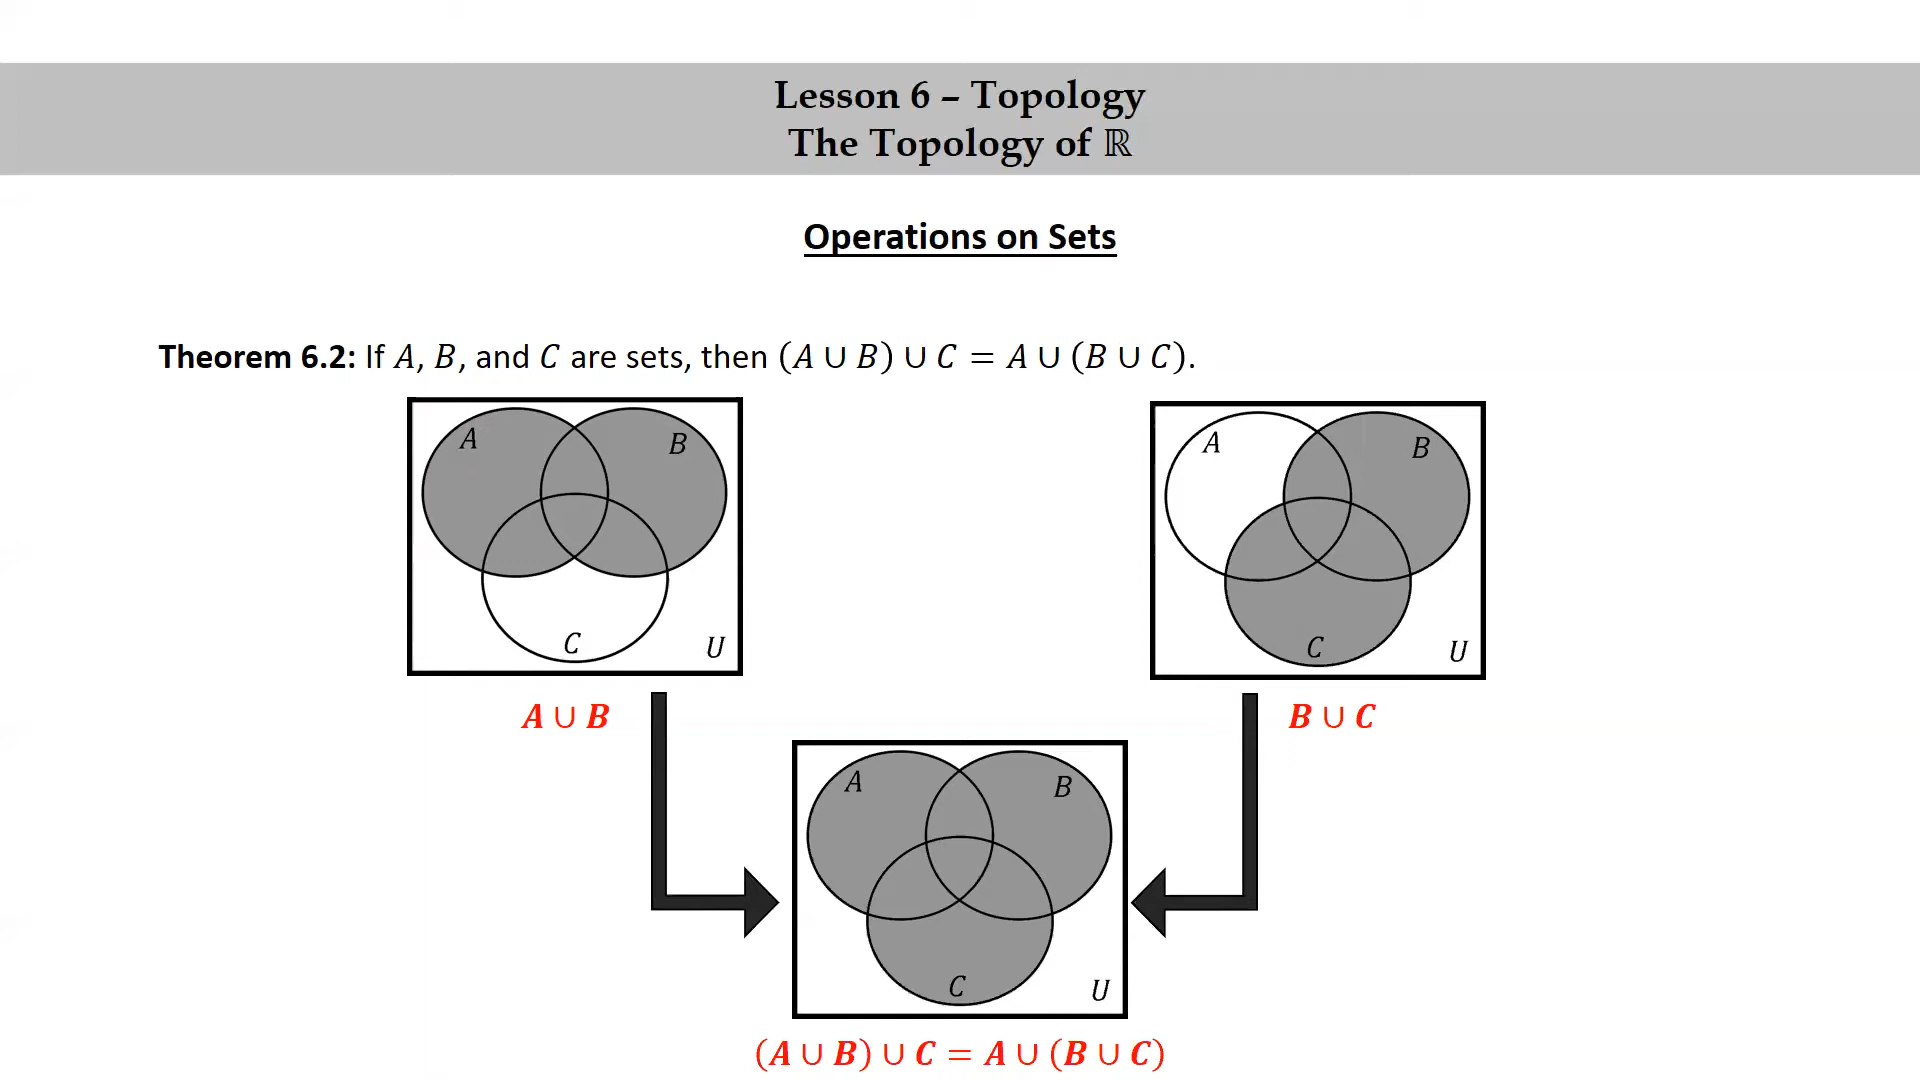 Lesson 6 – Topology
The Topology of ℝ
Operations on Sets
Theorem 6.2: If A, B, and C are sets, then (A ∪ B) ∪ C = A ∪ (B ∪ C).
A
B
C
U
A ∪ B
A
B
C
U
B ∪ C
A
B
C
U
(A ∪ B) ∪ C = A ∪ (B ∪ C)